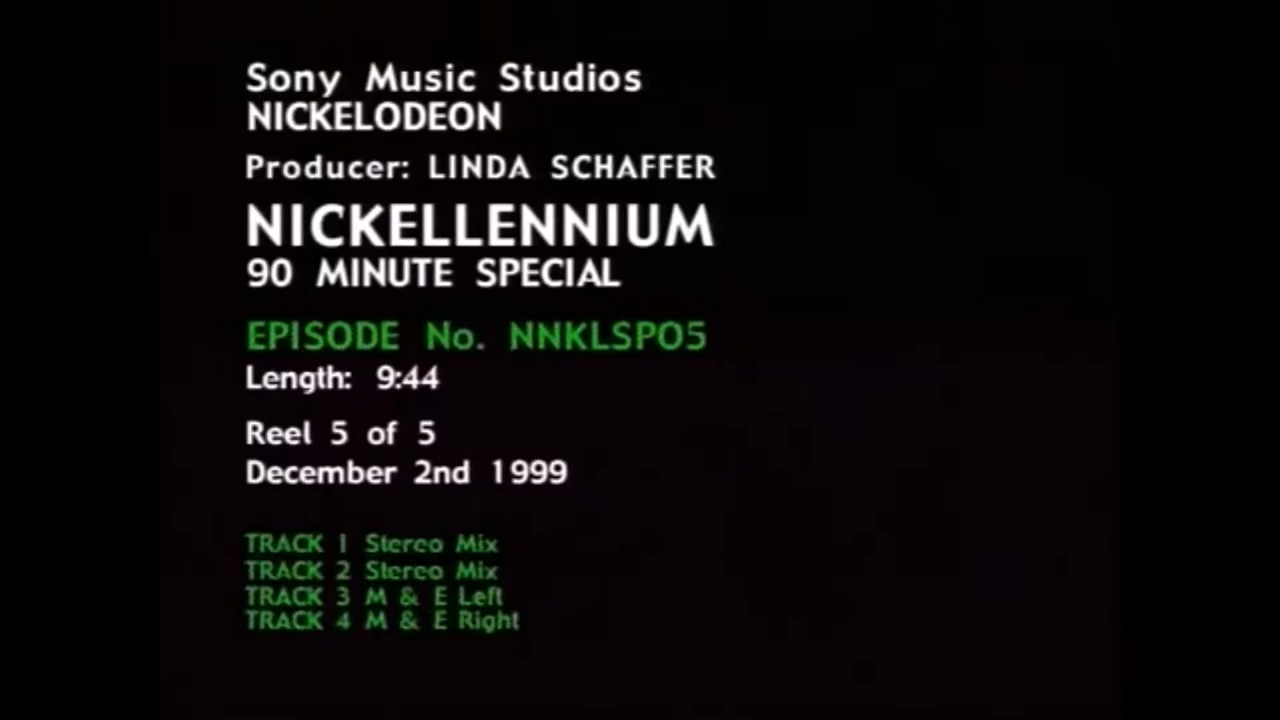 Sony Music Studios
NICKELODEON
Producer: LINDA SCHAFFER
NICKELLENNIUM
90 MINUTE SPECIAL
EPISODE No. NNKLSP05
Length: 9:44
Reel 5 of 5
December 2nd 1999
TRACK 1 Stereo Mix
TRACK 2 Stereo Mix
TRACK 3 M & E Left
TRACK 4 M & E Right